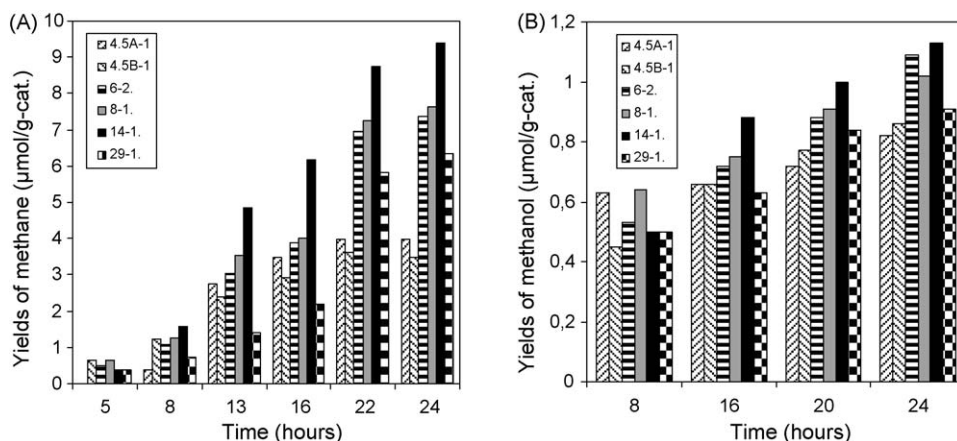 (A)
Yields of methane (µmol/g-cat.)
10
9
8
7
6
5
4
3
2
1
0
4.5A-1
4.5B-1
6-2.
8-1.
14-1.
29-1.
5 8 13 16 22 24
Time (hours)
(B)
Yields of methanol (µmol/g-cat.)
1,2
1
0,8
0,6
0,4
0,2
0
4.5A-1
4.5B-1
6-2.
8-1.
14-1.
29-1.
8 16 20 24
Time (hours)